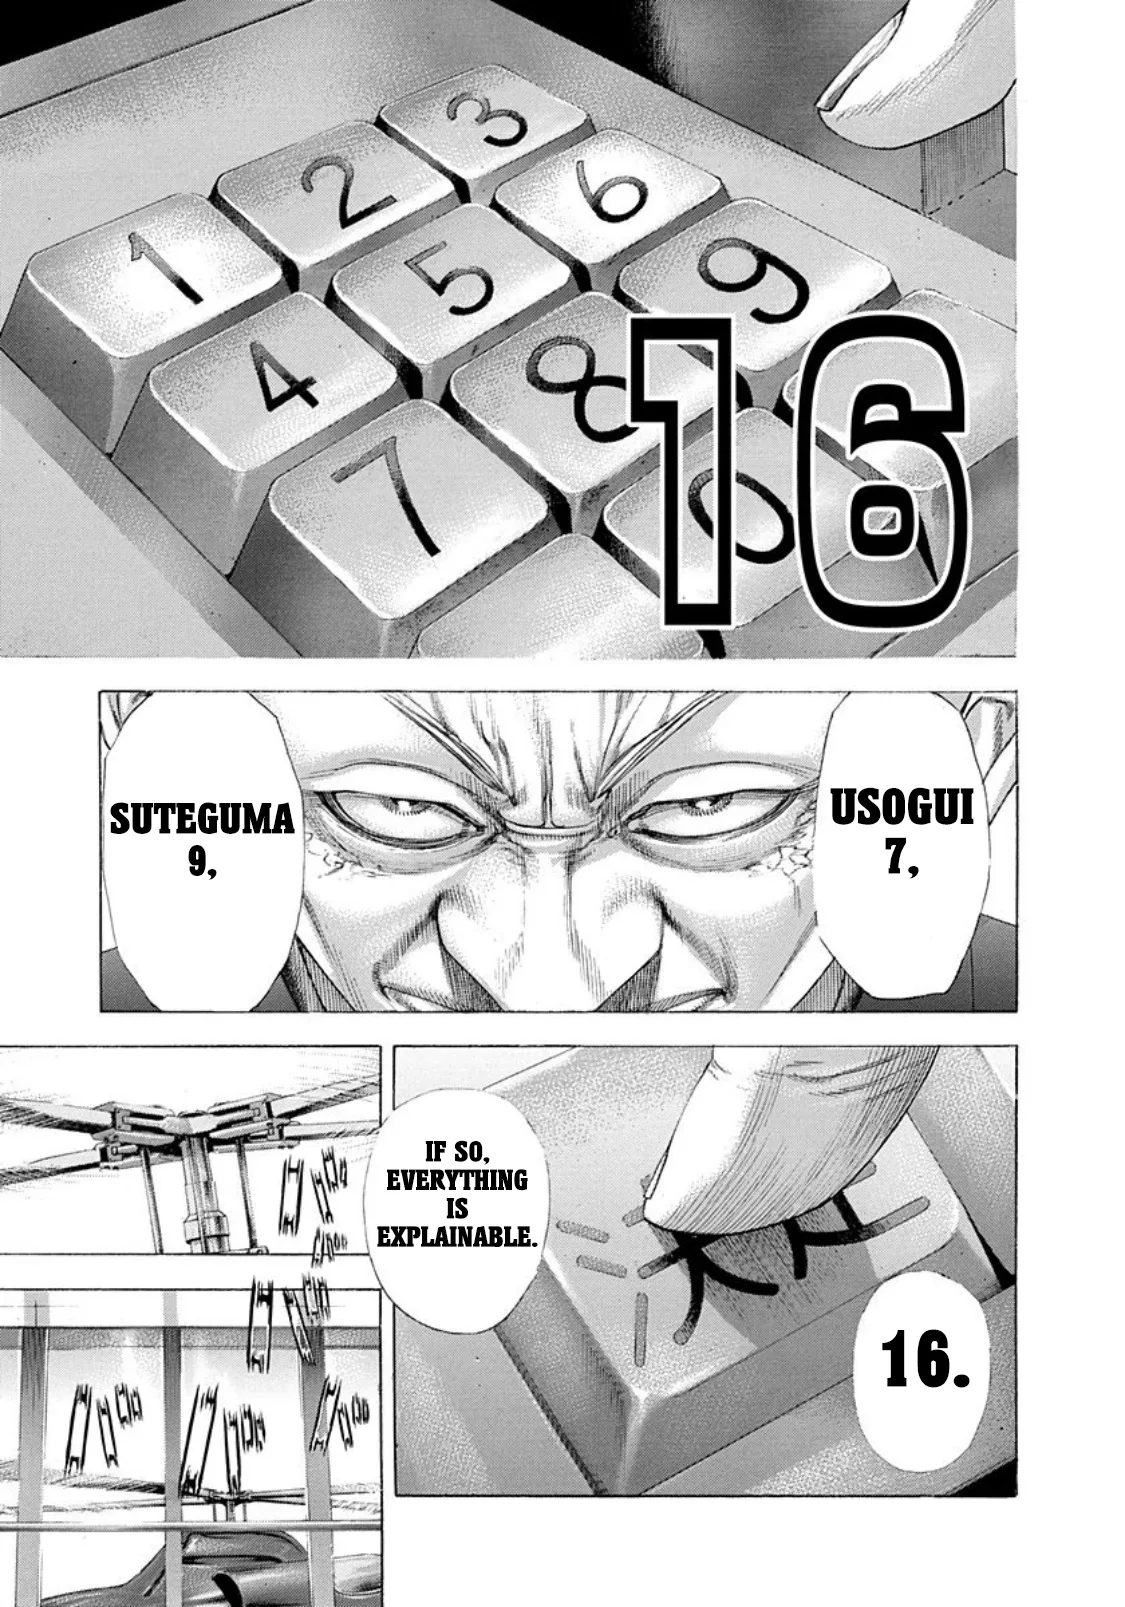 3
2
6
1
5
9
4
8
7
0
16
USOGUI
7,
SUTEGUMA
9,
16.
IF SO,
EVERYTHING
IS
EXPLAINABLE.